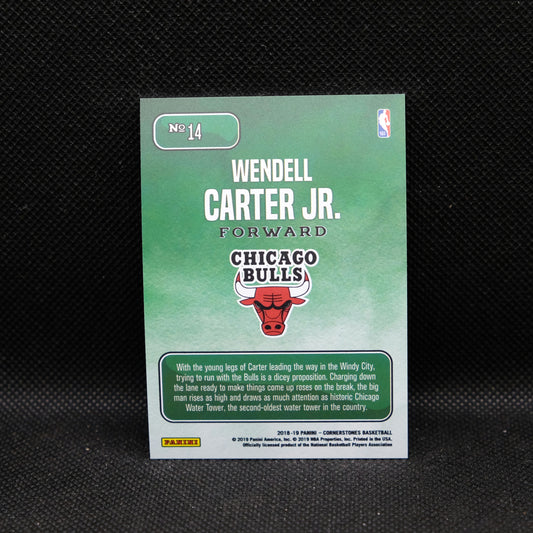 Nº 14
WENDELL
CARTER JR.
FORWARD
CHICAGO
BULLS
With the young legs of Carter leading the way in the Windy City,
trying to run with the Bulls is a dicey proposition. Charging down
the lane ready to make things come up roses on the break, the big
man rises as high and draws as much attention as historic Chicago
Water Tower, the second-oldest water tower in the country.
PANINI
2018-19 PANINI – CORNERSTONES BASKETBALL
© 2019 Panini America, Inc. © 2019 NBA Properties, Inc. Printed in the USA.
Officially licensed product of the National Basketball Players Association